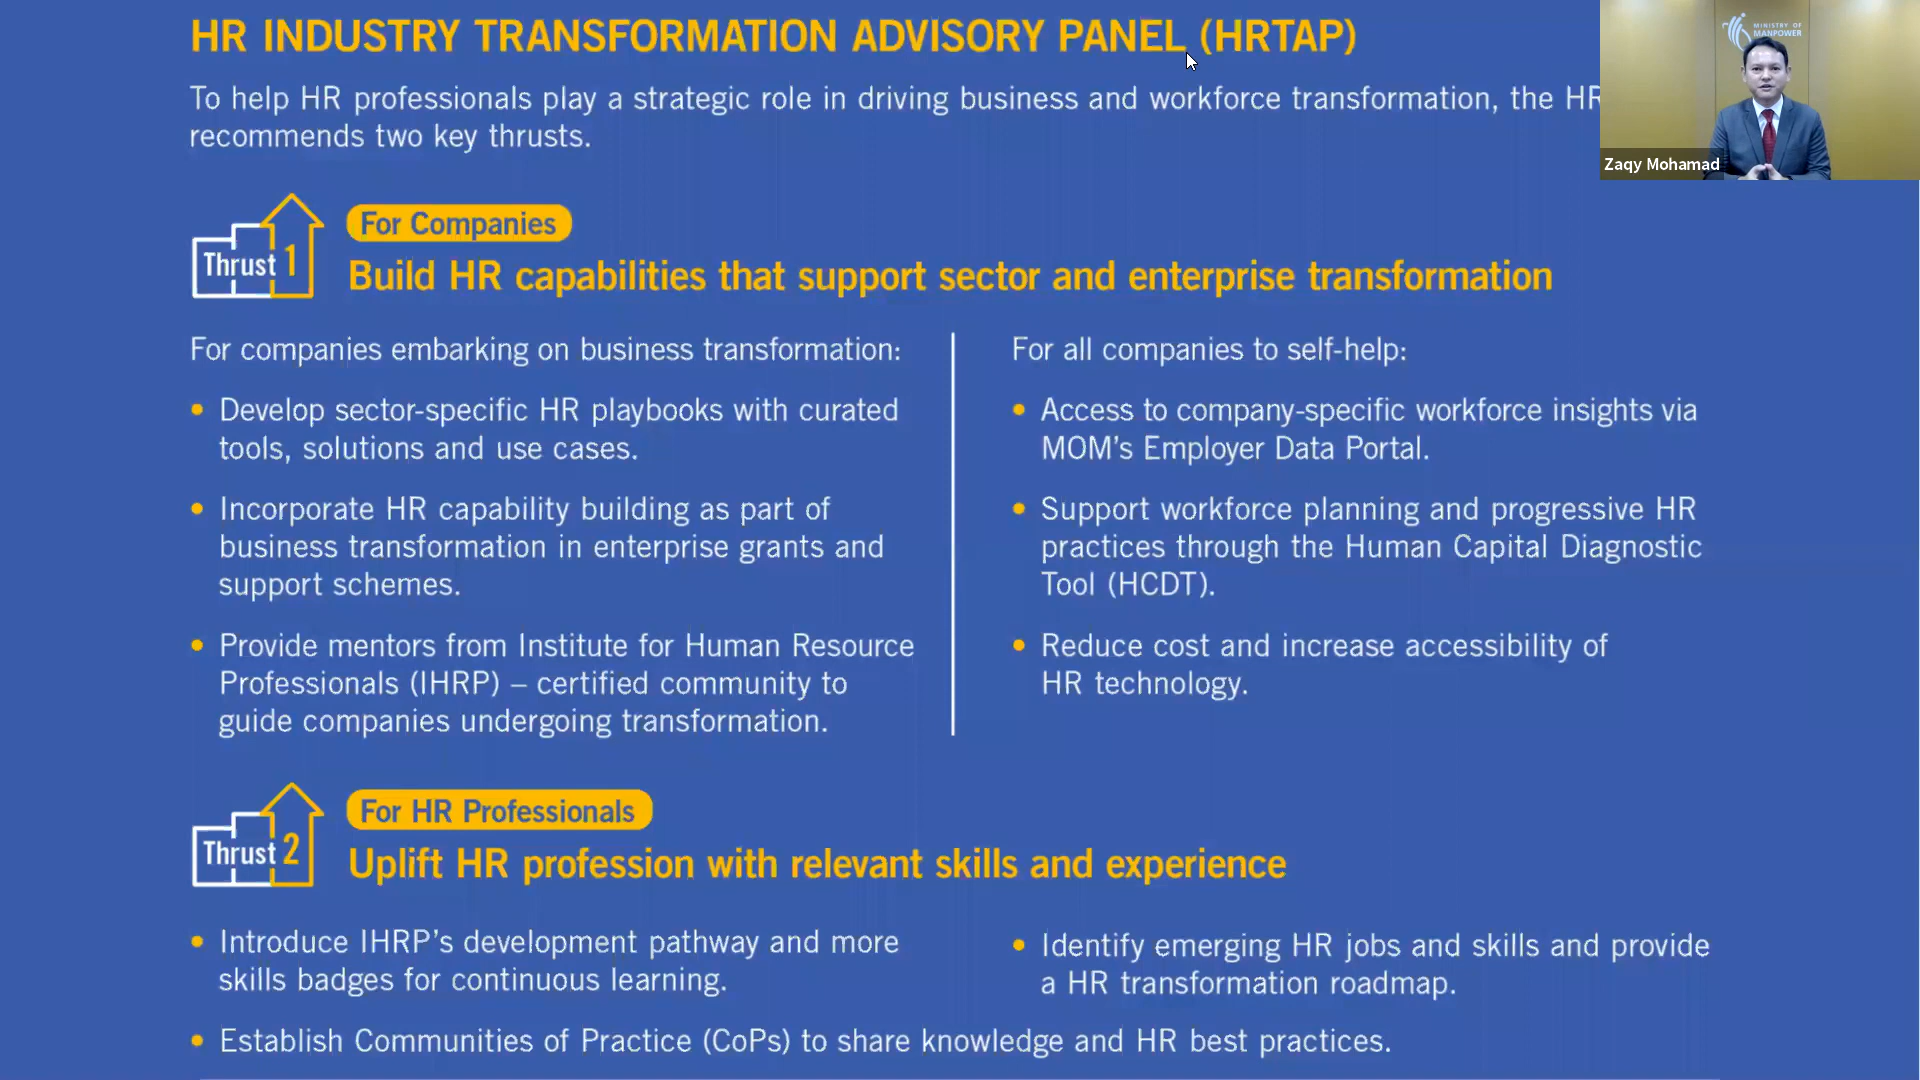 HR INDUSTRY TRANSFORMATION ADVISORY PANEL (HRTAP)
To help HR professionals play a strategic role in driving business and workforce transformation, the HR
recommends two key thrusts.
MINISTRY OF
MANPOWER
Zaqy Mohamad
Thrust 1
For Companies
Build HR capabilities that support sector and enterprise transformation
For companies embarking on business transformation:
• Develop sector-specific HR playbooks with curated
tools, solutions and use cases.
• Incorporate HR capability building as part of
business transformation in enterprise grants and
support schemes.
• Provide mentors from Institute for Human Resource
Professionals (IHRP) – certified community to
guide companies undergoing transformation.
For all companies to self-help:
• Access to company-specific workforce insights via
MOM’s Employer Data Portal.
• Support workforce planning and progressive HR
practices through the Human Capital Diagnostic
Tool (HCDT).
• Reduce cost and increase accessibility of
HR technology.
Thrust 2
For HR Professionals
Uplift HR profession with relevant skills and experience
• Introduce IHRP’s development pathway and more
skills badges for continuous learning.
• Identify emerging HR jobs and skills and provide
a HR transformation roadmap.
• Establish Communities of Practice (CoPs) to share knowledge and HR best practices.